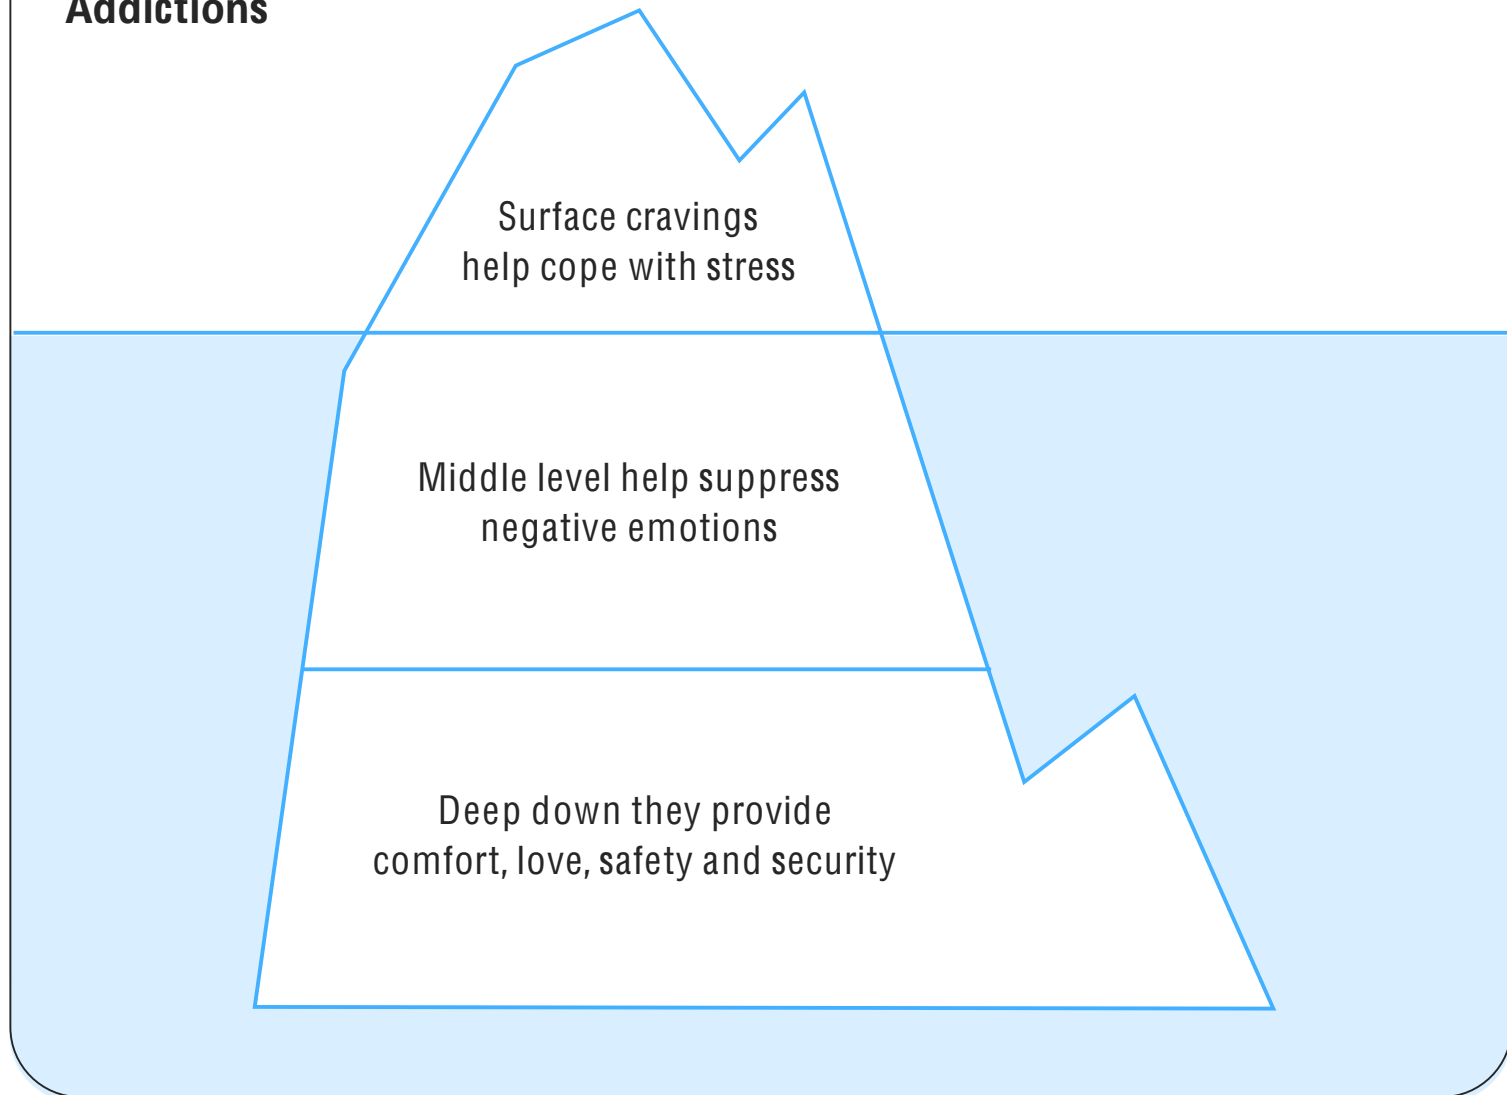 Addictions
Surface cravings
help cope with stress
Middle level help suppress
negative emotions
Deep down they provide
comfort, love, safety and security